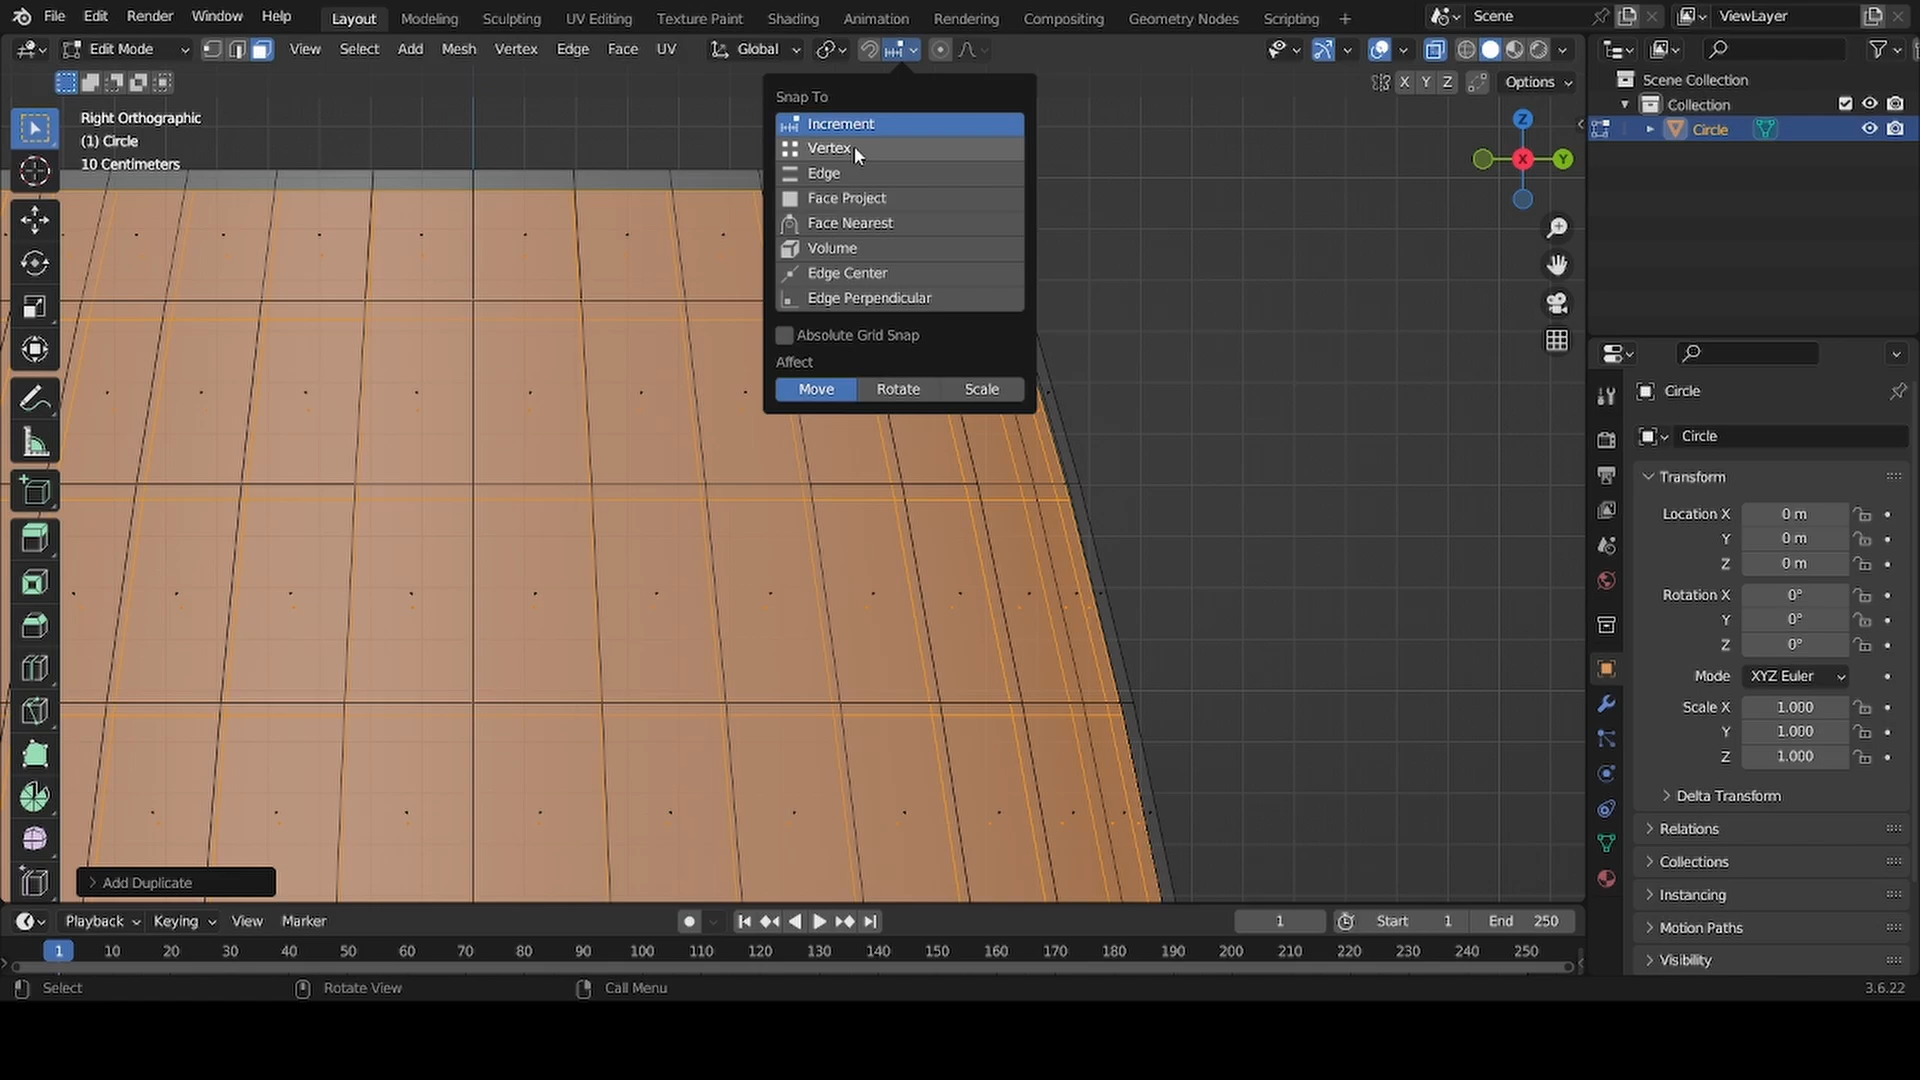 File Edit Render Window Help Layout Modeling Sculpting UV Editing Texture Paint Shading Animation Rendering Compositing Geometry Nodes Scripting + Scene ViewLayer
Edit Mode View Select Add Mesh Vertex Edge Face UV Global
X Y Z Options
Right Orthographic
(1) Circle
10 Centimeters
Snap To
Increment
Vertex
Edge
Face Project
Face Nearest
Volume
Edge Center
Edge Perpendicular
Absolute Grid Snap
Affect
Move Rotate Scale
Z
X
Y
Scene Collection
Collection
Circle
Circle
Circle
Transform
Location X 0 m
Y 0 m
Z 0 m
Rotation X 0°
Y 0°
Z 0°
Mode XYZ Euler
Scale X 1.000
Y 1.000
Z 1.000
Delta Transform
Relations
Collections
Instancing
Motion Paths
Visibility
Add Duplicate
Playback Keying View Marker 1 Start 1 End 250
1 10 20 30 40 50 60 70 80 90 100 110 120 130 140 150 160 170 180 190 200 210 220 230 240 250
Select Rotate View Call Menu 3.6.22